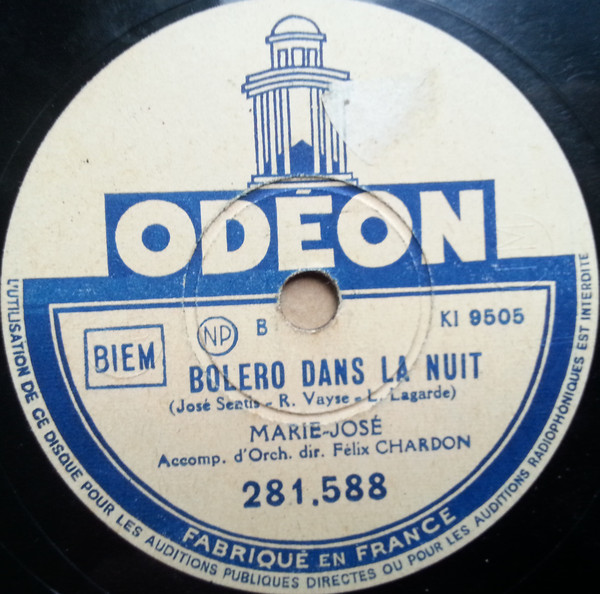 ODÉON
BIEM
NP B
KI 9505
BOLERO DANS LA NUIT
(José Sentis - R. Vayse - L. Lagarde)
MARIE-JOSÉ
Accomp. d'Orch. dir. Félix CHARDON
281.588
FABRIQUÉ EN FRANCE
L'UTILISATION DE CE DISQUE POUR LES AUDITIONS PUBLIQUES DIRECTES OU POUR LES AUDITIONS RADIOPHONIQUES EST INTERDITE